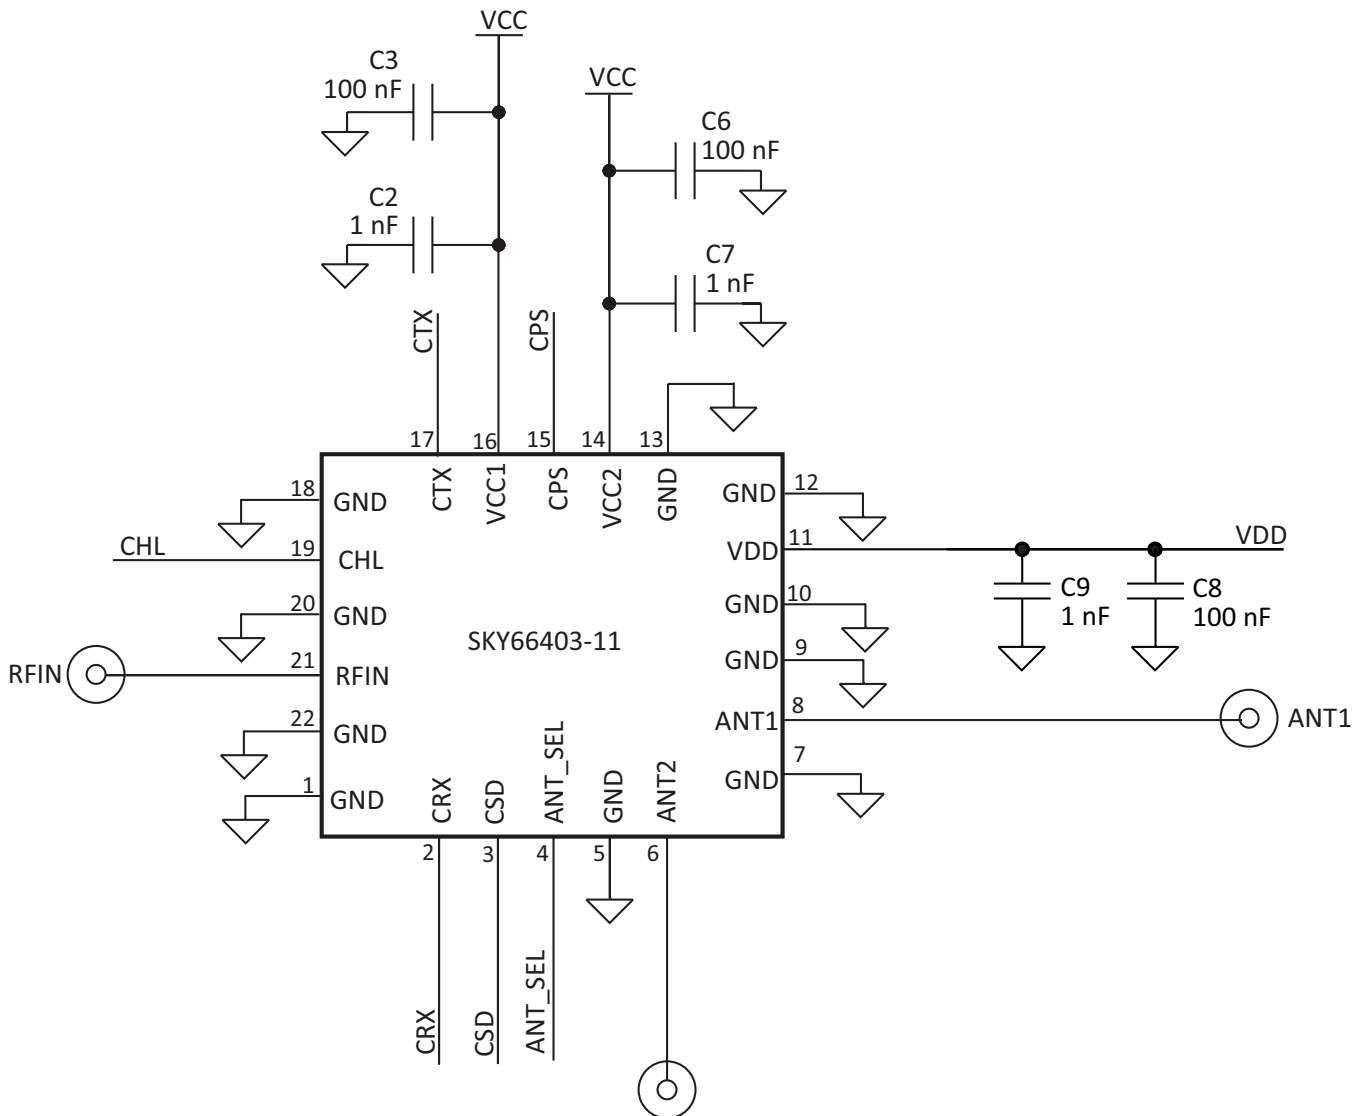 VCC
C3
100 nF
VCC
C6
100 nF
C2
1 nF
C7
1 nF
CTX
CPS
17
16
15
14
13
CTX
VCC1
CPS
VCC2
GND
18
GND
GND
12
CHL
19
CHL
VDD
11
VDD
C9
1 nF
C8
100 nF
20
GND
GND
10
SKY66403-11
GND
9
RFIN
21
RFIN
22
GND
ANT1
8
ANT1
1
GND
GND
7
CRX
CSD
ANT_SEL
GND
ANT2
2
3
4
5
6
CRX
CSD
ANT_SEL